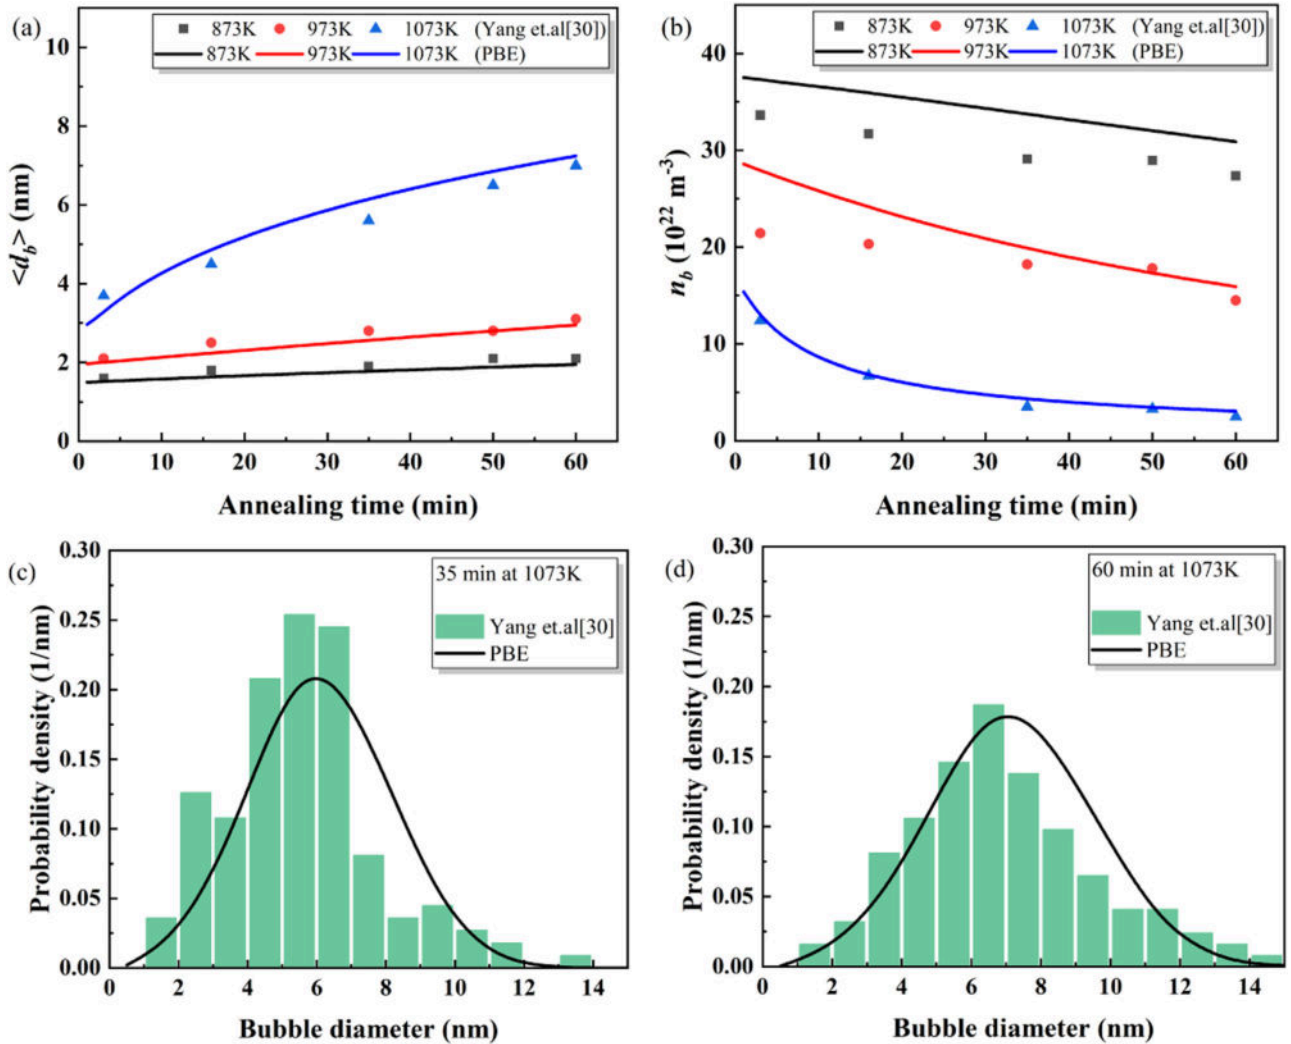 (a)
873K 973K 1073K (Yang et.al[30])
873K 973K 1073K (PBE)
10
8
6
4
2
0
<d_b> (nm)
0 10 20 30 40 50 60
Annealing time (min)
(b)
873K 973K 1073K (Yang et.al[30])
873K 973K 1073K (PBE)
40
30
20
10
0
n_b (10^22 m^-3)
0 10 20 30 40 50 60
Annealing time (min)
(c)
35 min at 1073K
Yang et.al[30]
PBE
0.30
0.25
0.20
0.15
0.10
0.05
0.00
Probability density (1/nm)
0 2 4 6 8 10 12 14
Bubble diameter (nm)
(d)
60 min at 1073K
Yang et.al[30]
PBE
0.30
0.25
0.20
0.15
0.10
0.05
0.00
Probability density (1/nm)
0 2 4 6 8 10 12 14
Bubble diameter (nm)